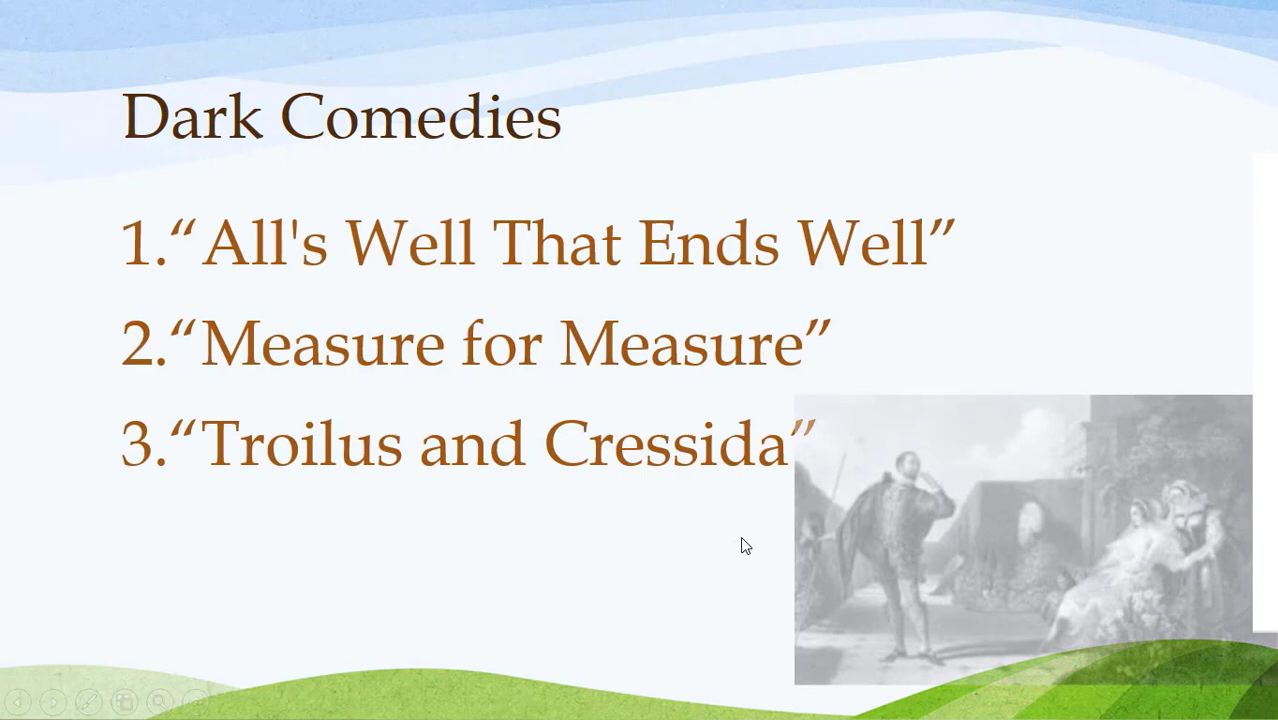 Dark Comedies
1.“All's Well That Ends Well”
2.“Measure for Measure”
3.“Troilus and Cressida”